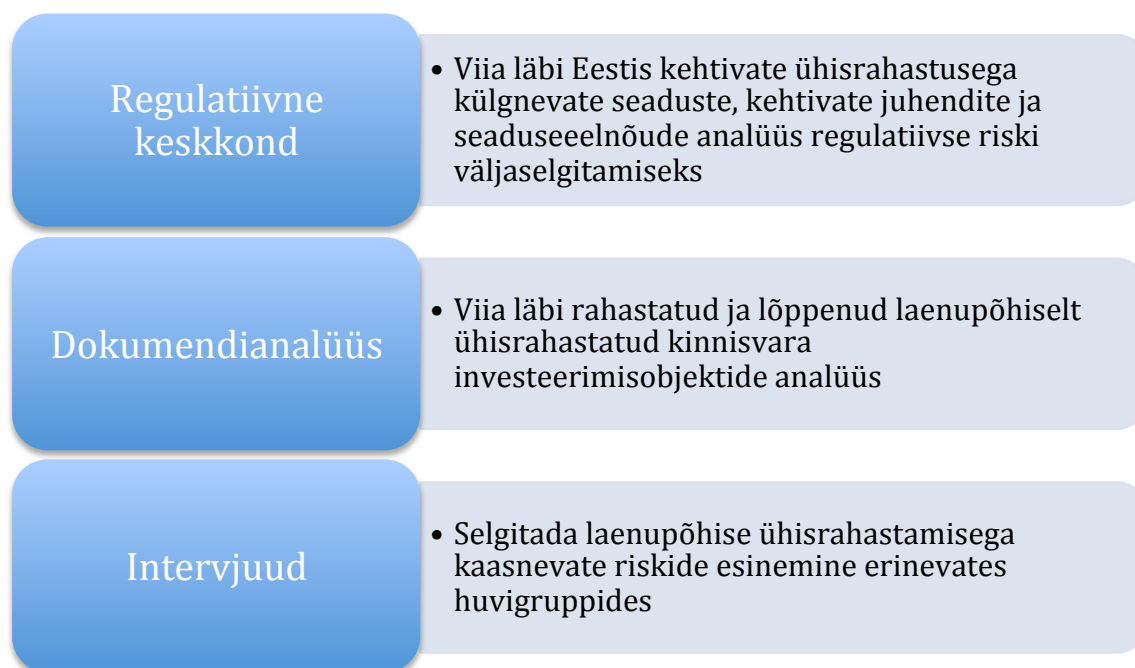 Regulatiivne
keskkond
• Viia läbi Eestis kehtivate ühisrahastusega
külgnevate seaduste, kehtivate juhendite ja
seaduseeelnõude analüüs regulatiivse riski
väljaselgitamiseks
Dokumendianalüüs
• Viia läbi rahastatud ja lõppenud laenupõhiselt
ühisrahastatud kinnisvara
investeerimisobjektide analüüs
Intervjuud
• Selgitada laenupõhise ühisrahastamisega
kaasnevate riskide esinemine erinevates
huvigruppides